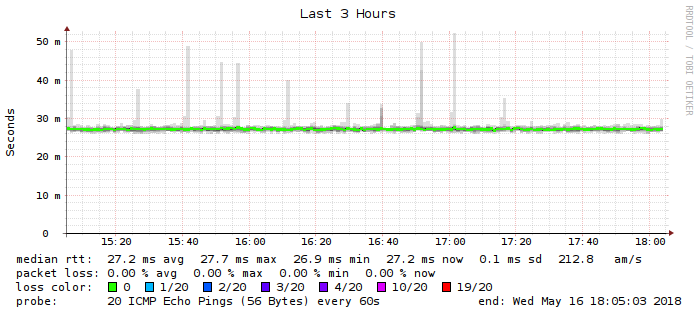 Last 3 Hours
RRDTOOL / TOBI OETIKER
Seconds
50 m
40 m
30 m
20 m
10 m
0
15:20 15:40 16:00 16:20 16:40 17:00 17:20 17:40 18:00
median rtt: 27.2 ms avg 27.7 ms max 26.9 ms min 27.2 ms now 0.1 ms sd 212.8 am/s
packet loss: 0.00 % avg 0.00 % max 0.00 % min 0.00 % now
loss color: 0 1/20 2/20 3/20 4/20 10/20 19/20
probe: 20 ICMP Echo Pings (56 Bytes) every 60s end: Wed May 16 18:05:03 2018